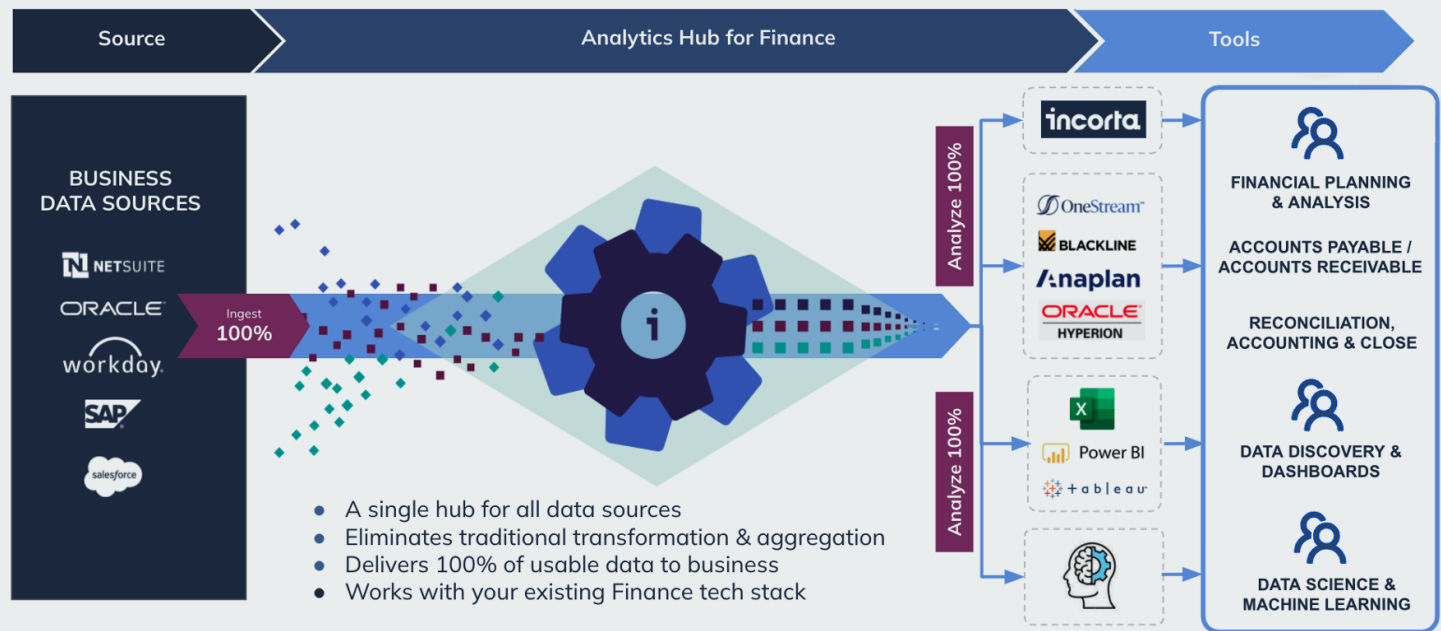 Source
Analytics Hub for Finance
Tools
BUSINESS
DATA SOURCES
NETSUITE
ORACLE
workday.
SAP
salesforce
Ingest
100%
i
A single hub for all data sources
Eliminates traditional transformation & aggregation
Delivers 100% of usable data to business
Works with your existing Finance tech stack
Analyze 100%
Analyze 100%
incorta
OneStream™
BLACKLINE
Anaplan
ORACLE
HYPERION
X
Power BI
+ableau
FINANCIAL PLANNING
& ANALYSIS
ACCOUNTS PAYABLE /
ACCOUNTS RECEIVABLE
RECONCILIATION,
ACCOUNTING & CLOSE
DATA DISCOVERY &
DASHBOARDS
DATA SCIENCE &
MACHINE LEARNING